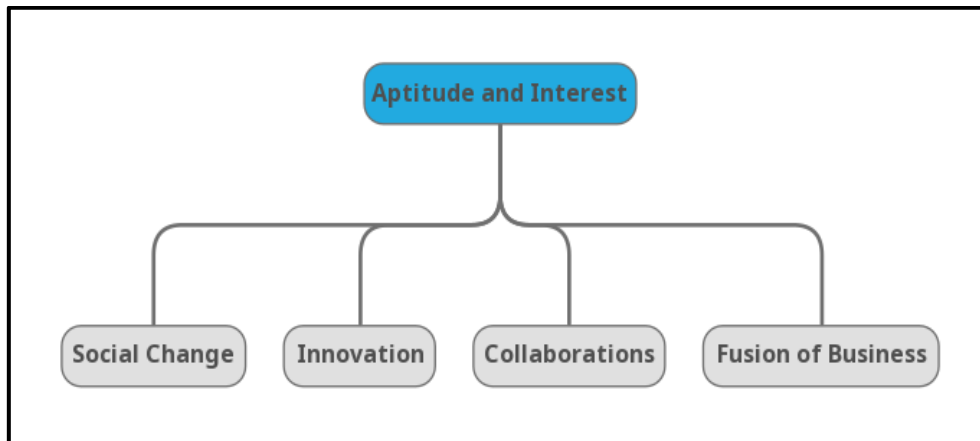 Aptitude and Interest
Social Change
Innovation
Collaborations
Fusion of Business